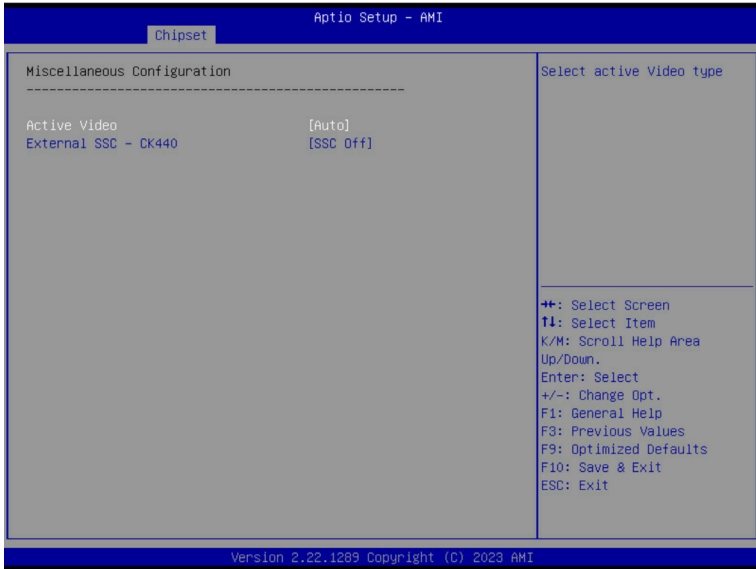 Aptio Setup – AMI
Chipset
Miscellaneous Configuration
--------------------------------------------------
Active Video [Auto]
External SSC – CK440 [SSC Off]
Select active Video type
→←: Select Screen
↑↓: Select Item
K/M: Scroll Help Area
Up/Down.
Enter: Select
+/-: Change Opt.
F1: General Help
F3: Previous Values
F9: Optimized Defaults
F10: Save & Exit
ESC: Exit
Version 2.22.1289 Copyright (C) 2023 AMI